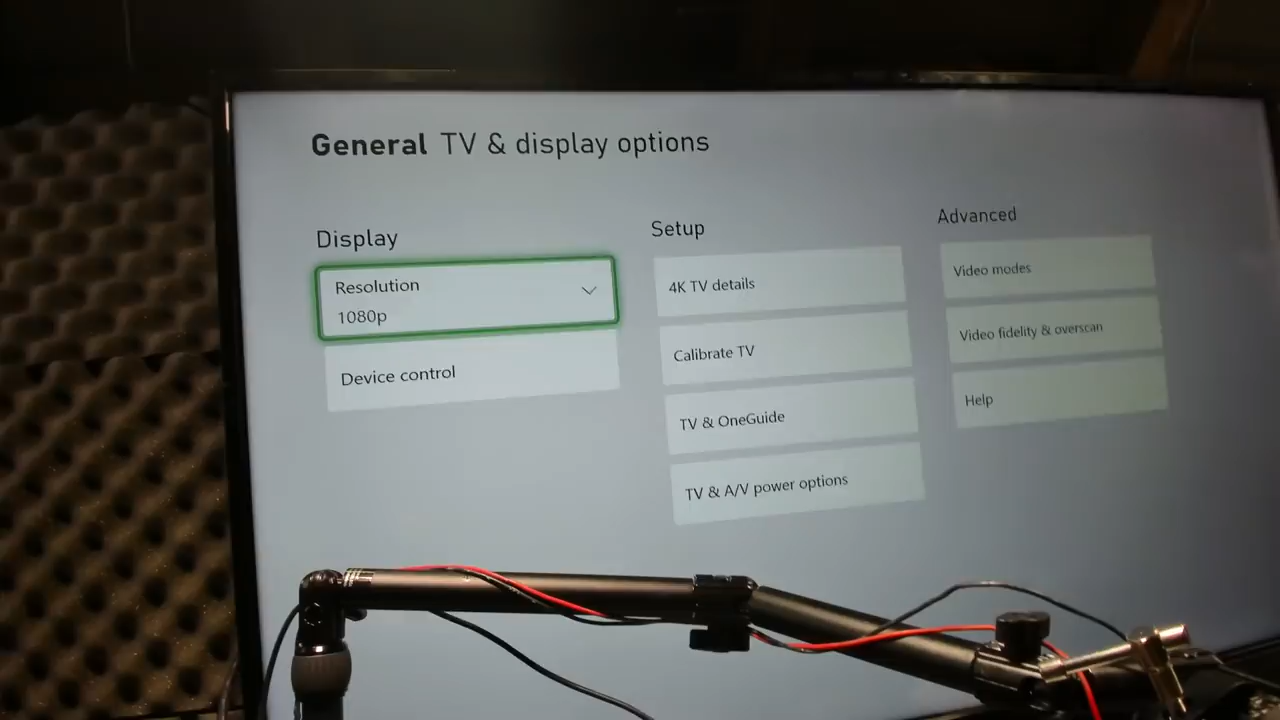 General TV & display options
Display
Resolution
1080p
Device control
Setup
4K TV details
Calibrate TV
TV & OneGuide
TV & A/V power options
Advanced
Video modes
Video fidelity & overscan
Help